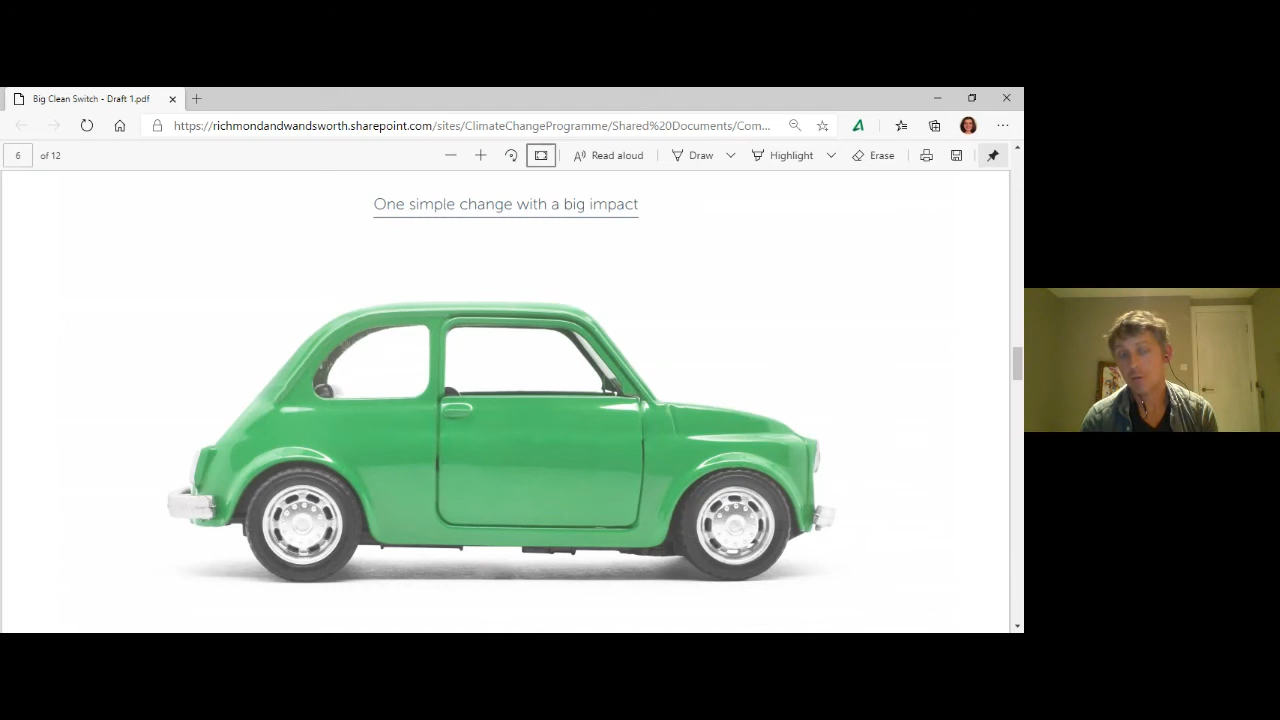 Big Clean Switch - Draft 1.pdf
https://richmondandwandsworth.sharepoint.com/sites/ClimateChangeProgramme/Shared%20Documents/Com...
6 of 12
Read aloud
Draw
Highlight
Erase
One simple change with a big impact